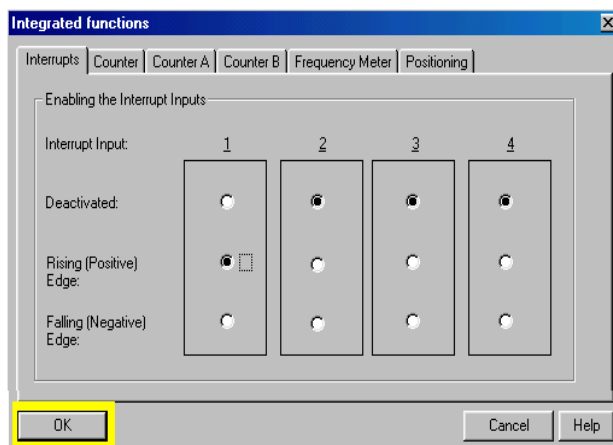 Integrated functions
Interrupts Counter Counter A Counter B Frequency Meter Positioning
Enabling the Interrupt Inputs
Interrupt Input: 1 2 3 4
Deactivated:
Rising (Positive)
Edge:
Falling (Negative)
Edge:
OK Cancel Help